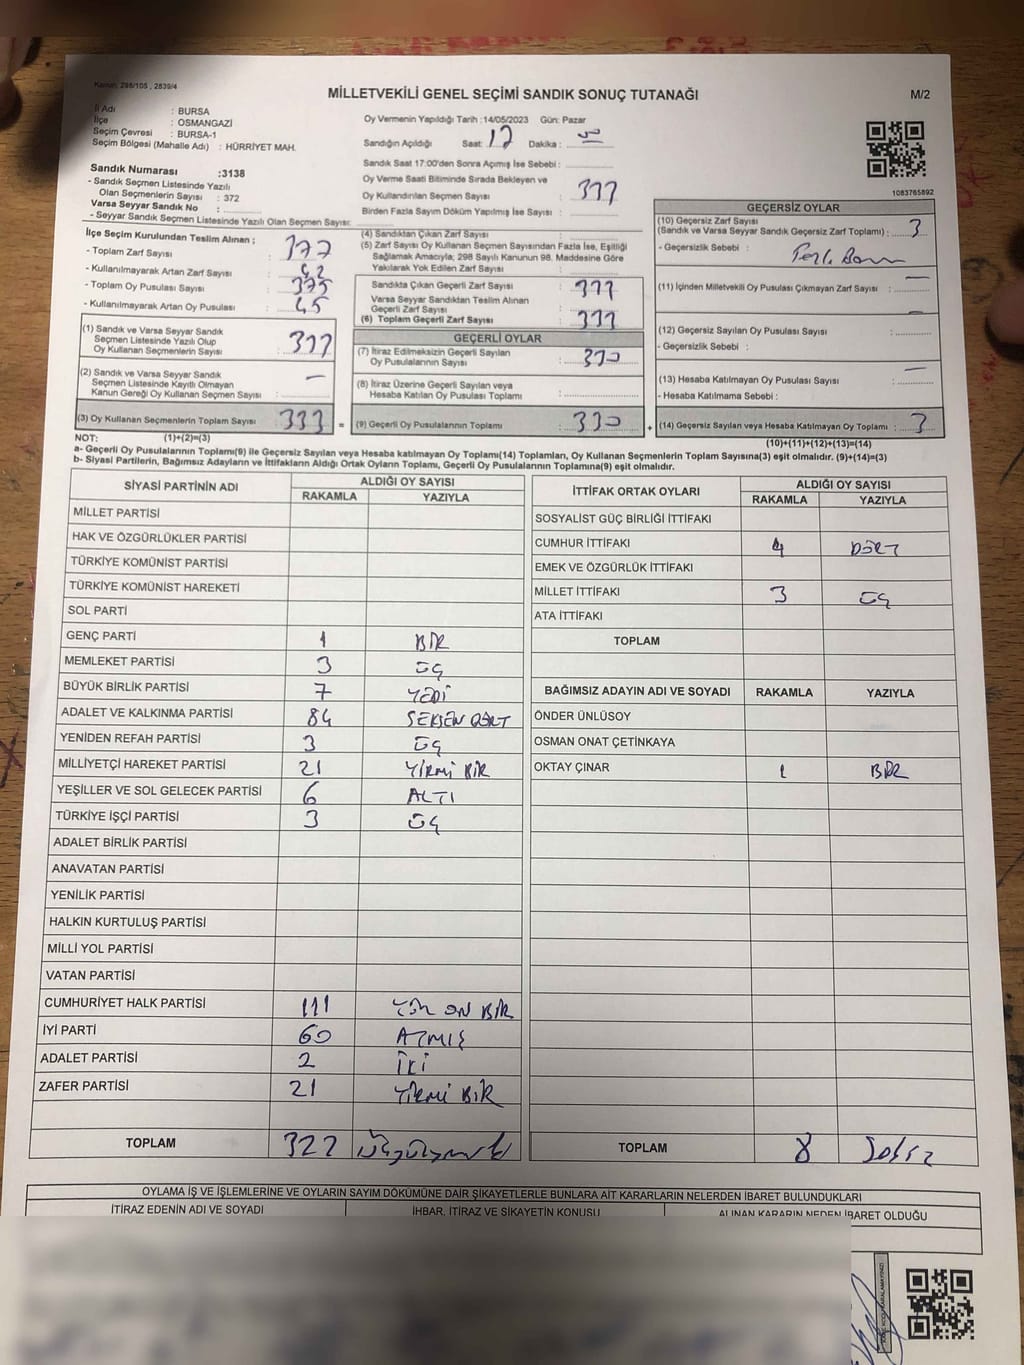 Kanun: 298/105 , 2839/4
MİLLETVEKİLİ GENEL SEÇİMİ SANDIK SONUÇ TUTANAĞI
M/2
İl Adı : BURSA
İlçe : OSMANGAZİ
Seçim Çevresi : BURSA-1
Seçim Bölgesi (Mahalle Adı) : HÜRRİYET MAH.
Sandık Numarası :3138
- Sandık Seçmen Listesinde Yazılı
Olan Seçmenlerin Sayısı : 372
Varsa Seyyar Sandık No :
- Seyyar Sandık Seçmen Listesinde Yazılı Olan Seçmen Sayısı:
Oy Vermenin Yapıldığı Tarih :14/05/2023 Gün: Pazar
Sandığın Açıldığı Saat: 17 Dakika :
Sandık Saat 17:00'den Sonra Açılmış İse Sebebi :
Oy Verme Saati Bitiminde Sırada Bekleyen ve
Oy Kullandırılan Seçmen Sayısı :
Birden Fazla Sayım Döküm Yapılmış İse Sayısı :
1083765892
İlçe Seçim Kurulundan Teslim Alınan ;
- Toplam Zarf Sayısı : 377
- Kullanılmayarak Artan Zarf Sayısı :
- Toplam Oy Pusulası Sayısı : 375
- Kullanılmayarak Artan Oy Pusulası :
(1) Sandık ve Varsa Seyyar Sandık
Seçmen Listesinde Yazılı Olup
Oy Kullanan Seçmenlerin Sayısı : 333
(2) Sandık ve Varsa Seyyar Sandık
Seçmen Listesinde Kayıtlı Olmayan
Kanun Gereği Oy Kullanan Seçmen Sayısı : —
(3) Oy Kullanan Seçmenlerin Toplam Sayısı : 333 =
(4) Sandıktan Çıkan Zarf Sayısı :
(5) Zarf Sayısı Oy Kullanan Seçmen Sayısından Fazla İse, Eşitliği
Sağlamak Amacıyla; 298 Sayılı Kanunun 98. Maddesine Göre
Yakılarak Yok Edilen Zarf Sayısı :
Sandıkta Çıkan Geçerli Zarf Sayısı : 333
Varsa Seyyar Sandıktan Teslim Alınan
Geçerli Zarf Sayısı :
(6) Toplam Geçerli Zarf Sayısı : 333
GEÇERLİ OYLAR
(7) İtiraz Edilmeksizin Geçerli Sayılan
Oy Pusulalarının Sayısı : 330
(8) İtiraz Üzerine Geçerli Sayılan veya
Hesaba Katılan Oy Pusulası Toplamı :
(9) Geçerli Oy Pusulalarının Toplamı : 330 +
GEÇERSİZ OYLAR
(10) Geçersiz Zarf Sayısı
(Sandık ve Varsa Seyyar Sandık Geçersiz Zarf Toplamı) : 3
- Geçersizlik Sebebi :
(11) İçinden Milletvekili Oy Pusulası Çıkmayan Zarf Sayısı : —
(12) Geçersiz Sayılan Oy Pusulası Sayısı :
- Geçersizlik Sebebi :
(13) Hesaba Katılmayan Oy Pusulası Sayısı : —
- Hesaba Katılmama Sebebi :
(14) Geçersiz Sayılan veya Hesaba Katılmayan Oy Toplamı : 3
NOT: (1)+(2)=(3)
(10)+(11)+(12)+(13)=(14)
a- Geçerli Oy Pusulalarının Toplamı(9) ile Geçersiz Sayılan veya Hesaba katılmayan Oy Toplamı(14) Toplamları, Oy Kullanan Seçmenlerin Toplam Sayısına(3) eşit olmalıdır. (9)+(14)=(3)
b- Siyasi Partilerin, Bağımsız Adayların ve İttifakların Aldığı Ortak Oyların Toplamı, Geçerli Oy Pusulalarının Toplamına(9) eşit olmalıdır.
SİYASİ PARTİNİN ADI ALDIĞI OY SAYISI
RAKAMLA YAZIYLA
MİLLET PARTİSİ
HAK VE ÖZGÜRLÜKLER PARTİSİ
TÜRKİYE KOMÜNİST PARTİSİ
TÜRKİYE KOMÜNİST HAREKETİ
SOL PARTİ
GENÇ PARTİ 1 BİR
MEMLEKET PARTİSİ 3 ÜÇ
BÜYÜK BİRLİK PARTİSİ 7 YEDİ
ADALET VE KALKINMA PARTİSİ 84 SEKSEN DÖRT
YENİDEN REFAH PARTİSİ 3 ÜÇ
MİLLİYETÇİ HAREKET PARTİSİ 21 YİRMİ BİR
YEŞİLLER VE SOL GELECEK PARTİSİ 6 ALTI
TÜRKİYE İŞÇİ PARTİSİ 3 ÜÇ
ADALET BİRLİK PARTİSİ
ANAVATAN PARTİSİ
YENİLİK PARTİSİ
HALKIN KURTULUŞ PARTİSİ
MİLLİ YOL PARTİSİ
VATAN PARTİSİ
CUMHURİYET HALK PARTİSİ 111 YÜZ ON BİR
İYİ PARTİ 60 ATMIŞ
ADALET PARTİSİ 2 İKİ
ZAFER PARTİSİ 21 YİRMİ BİR
TOPLAM 322
İTTİFAK ORTAK OYLARI ALDIĞI OY SAYISI
RAKAMLA YAZIYLA
SOSYALİST GÜÇ BİRLİĞİ İTTİFAKI
CUMHUR İTTİFAKI 4 DÖRT
EMEK VE ÖZGÜRLÜK İTTİFAKI
MİLLET İTTİFAKI 3 ÜÇ
ATA İTTİFAKI
TOPLAM
BAĞIMSIZ ADAYIN ADI VE SOYADI RAKAMLA YAZIYLA
ÖNDER ÜNLÜSOY
OSMAN ONAT ÇETİNKAYA
OKTAY ÇINAR 1 BİR
TOPLAM 8 Sekiz
OYLAMA İŞ VE İŞLEMLERİNE VE OYLARIN SAYIM DÖKÜMÜNE DAİR ŞİKAYETLERLE BUNLARA AİT KARARLARIN NELERDEN İBARET BULUNDUKLARI
İTİRAZ EDENİN ADI VE SOYADI İHBAR, İTİRAZ VE ŞİKAYETİN KONUSU ALINAN KARARIN NEDEN İBARET OLDUĞU